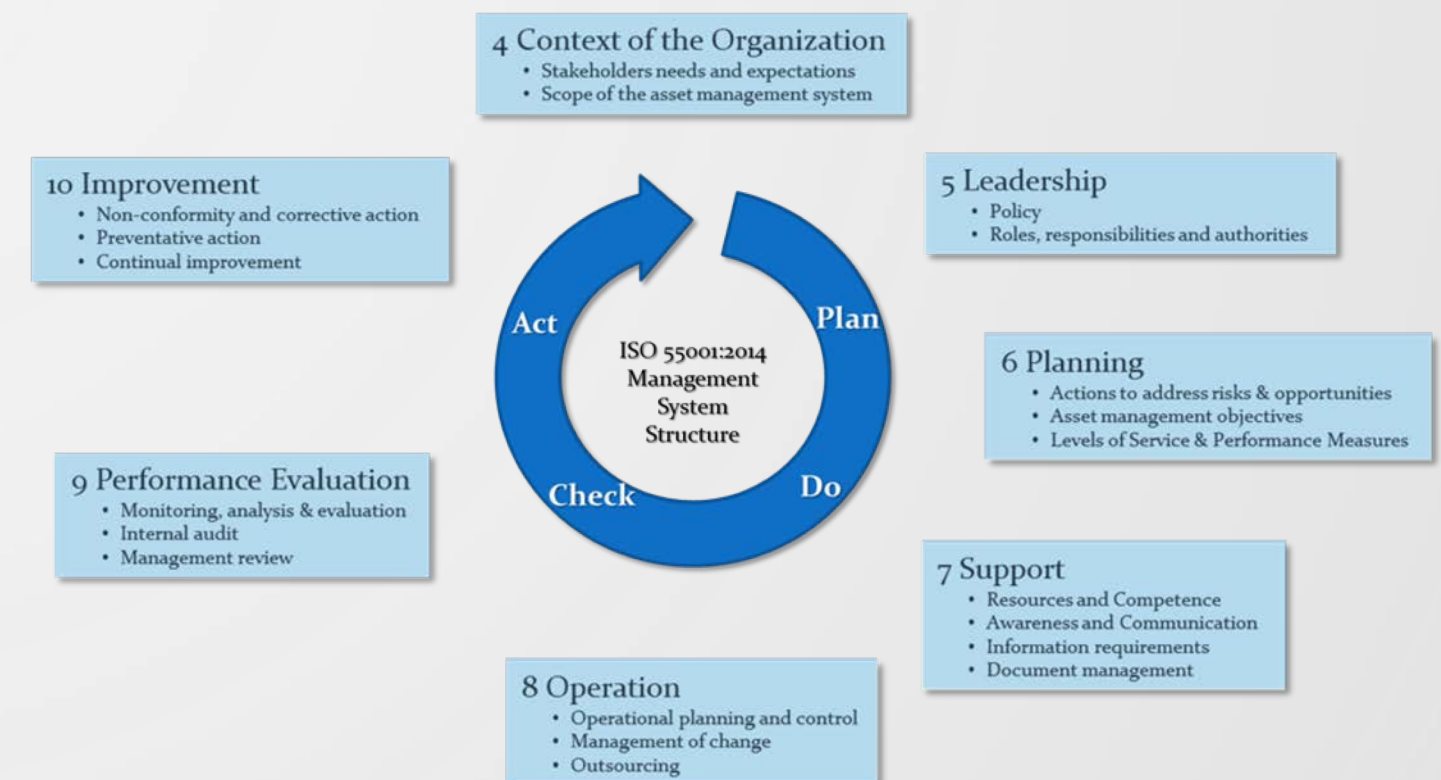 4 Context of the Organization
• Stakeholders needs and expectations
• Scope of the asset management system
5 Leadership
• Policy
• Roles, responsibilities and authorities
6 Planning
• Actions to address risks & opportunities
• Asset management objectives
• Levels of Service & Performance Measures
7 Support
• Resources and Competence
• Awareness and Communication
• Information requirements
• Document management
8 Operation
• Operational planning and control
• Management of change
• Outsourcing
9 Performance Evaluation
• Monitoring, analysis & evaluation
• Internal audit
• Management review
10 Improvement
• Non-conformity and corrective action
• Preventative action
• Continual improvement
Plan
Do
Check
Act
ISO 55001:2014
Management
System
Structure